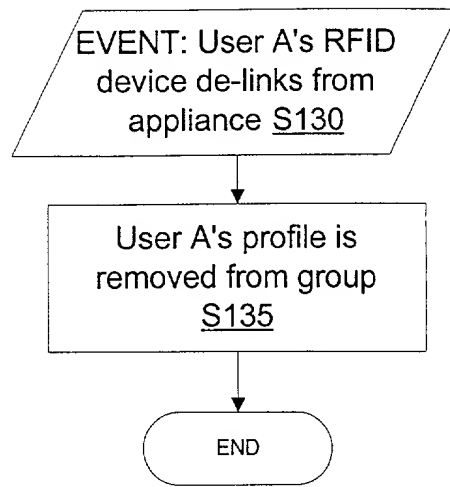 EVENT: User A's RFID
device de-links from
appliance S130
User A's profile is
removed from group
S135
END